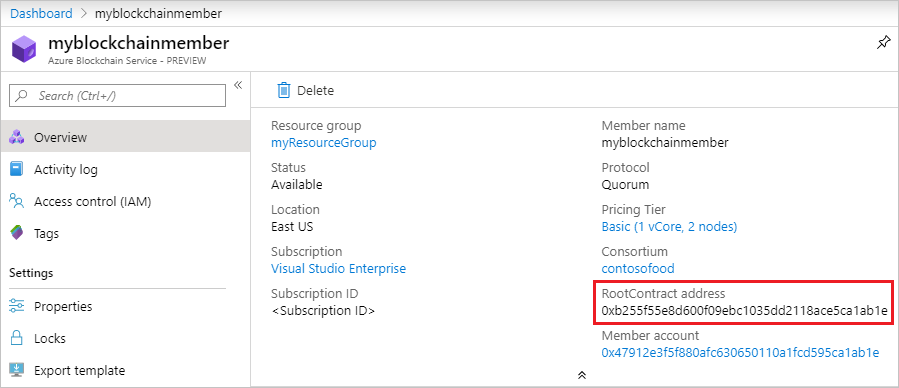 Dashboard > myblockchainmember
myblockchainmember
Azure Blockchain Service - PREVIEW
Search (Ctrl+/)
«
Overview
Activity log
Access control (IAM)
Tags
Settings
Properties
Locks
Export template
Delete
Resource group
myResourceGroup
Status
Available
Location
East US
Subscription
Visual Studio Enterprise
Subscription ID
<Subscription ID>
Member name
myblockchainmember
Protocol
Quorum
Pricing Tier
Basic (1 vCore, 2 nodes)
Consortium
contosofood
RootContract address
0xb255f55e8d600f09ebc1035dd2118ace5ca1ab1e
Member account
0x47912e3f5f880afc630650110a1fcd595ca1ab1e